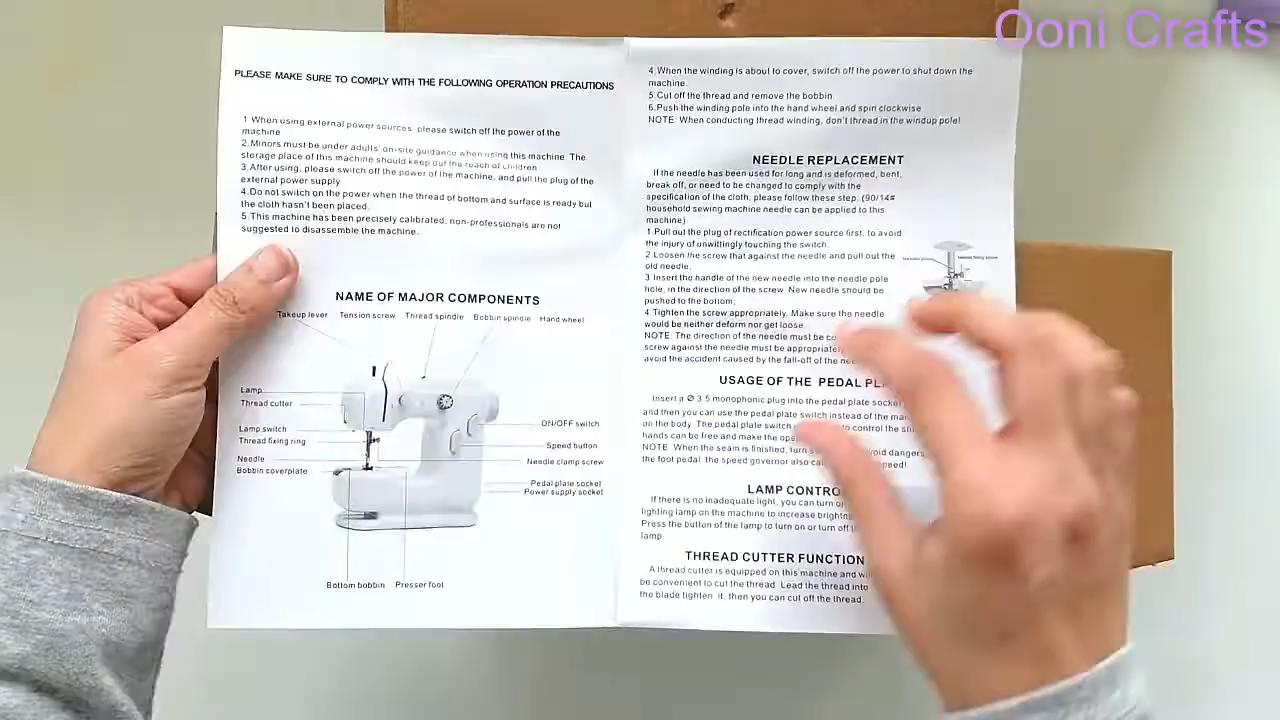 Ooni Crafts
PLEASE MAKE SURE TO COMPLY WITH THE FOLLOWING OPERATION PRECAUTIONS
1.When using external power sources, please switch off the power of the
machine
2.Minors must be under adults' on-site guidance when using this machine. The
storage place of this machine should keep out the reach of children.
3.After using, please switch off the power of the machine, and pull the plug of the
external power supply
4.Do not switch on the power when the thread of bottom and surface is ready but
the cloth hasn't been placed.
5.This machine has been precisely calibrated, non-professionals are not
suggested to disassemble the machine.
NAME OF MAJOR COMPONENTS
Takeup lever Tension screw Thread spindle Bobbin spindle Hand wheel
Lamp
Thread cutter
Lamp switch
Thread fixing ring
Needle
Bobbin coverplate
ON/OFF switch
Speed button
Needle clamp screw
Pedal plate socket
Power supply socket
Bottom bobbin Presser foot
4.When the winding is about to cover, switch off the power to shut down the
machine.
5.Cut off the thread and remove the bobbin
6.Push the winding pole into the hand wheel and spin clockwise
NOTE: When conducting thread winding, don't thread in the windup pole!
NEEDLE REPLACEMENT
If the needle has been used for long and is deformed, bent,
break off, or need to be changed to comply with the
specification of the cloth, please follow these step. (90/14#
household sewing machine needle can be applied to this
machine)
1.Pull out the plug of rectification power source first, to avoid
the injury of unwittingly touching the switch.
2.Loosen the screw that against the needle and pull out the
old needle.
3.Insert the handle of the new needle into the needle pole
hole, in the direction of the screw. New needle should be
pushed to the bottom;
4.Tighten the screw appropriately. Make sure the needle
would be neither deform nor get loose.
NOTE: The direction of the needle must be
screw against the needle must be
avoid the accident caused by the fall-off of the
USAGE OF THE PEDAL
Insert a Ø 3.5 monophonic plug into the pedal plate socket
and then you can use the pedal plate switch instead of the
on the body. The pedal plate switch to control the
hands can be free and make the
NOTE: When the seam is finished, dangers,
the foot pedal, the speed governor also speed!
LAMP
If there is no inadequate light, you can turn
lighting lamp on the machine to increase
Press the button of the lamp to turn on or turn off
lamp.
THREAD CUTTER FUNCTION
A thread cutter is equipped on this machine and
be convenient to cut the thread. Lead the thread into
the blade tighten it, then you can cut off the thread.